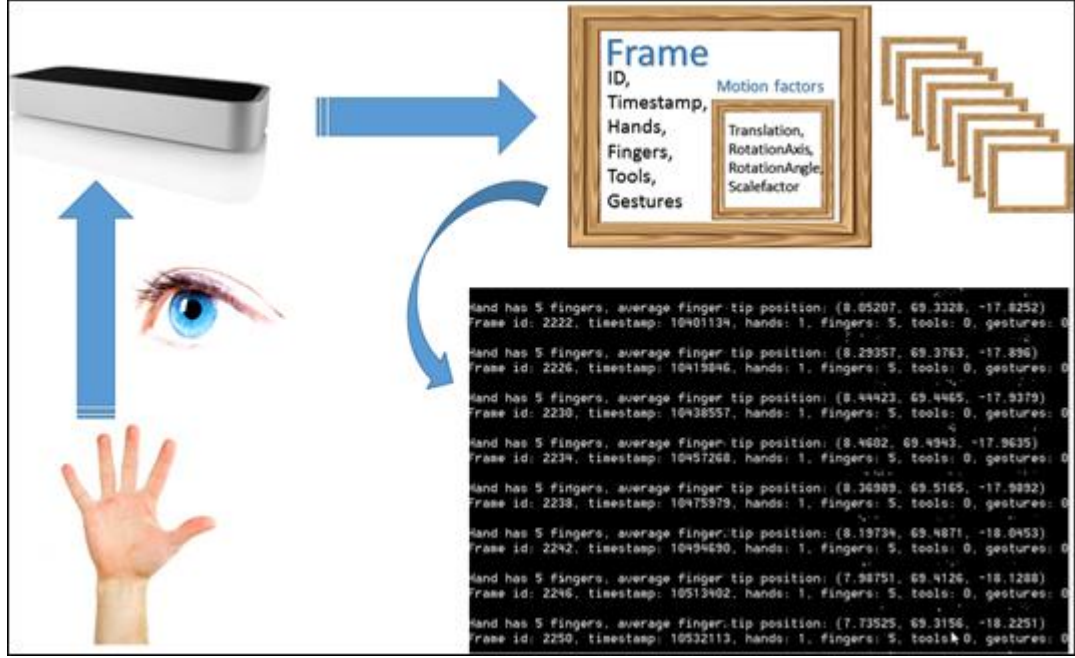 Frame
ID,
Timestamp,
Hands,
Fingers,
Tools,
Gestures
Motion factors
Translation,
RotationAxis,
RotationAngle,
Scalefactor
Hand has 5 fingers, average finger tip position: (8.05207, 69.3328, -17.8252)
Frame id: 2222, timestamp: 10401134, hands: 1, fingers: 5, tools: 0, gestures: 0
Hand has 5 fingers, average finger tip position: (8.29357, 69.3763, -17.896)
Frame id: 2226, timestamp: 10419846, hands: 1, fingers: 5, tools: 0, gestures: 0
Hand has 5 fingers, average finger tip position: (8.44423, 69.4465, -17.9379)
Frame id: 2230, timestamp: 10438557, hands: 1, fingers: 5, tools: 0, gestures: 0
Hand has 5 fingers, average finger tip position: (8.4602, 69.4943, -17.9635)
Frame id: 2234, timestamp: 10457268, hands: 1, fingers: 5, tools: 0, gestures: 0
Hand has 5 fingers, average finger tip position: (8.36989, 69.5165, -17.9892)
Frame id: 2238, timestamp: 10475979, hands: 1, fingers: 5, tools: 0, gestures: 0
Hand has 5 fingers, average finger tip position: (8.19734, 69.4871, -18.0453)
Frame id: 2242, timestamp: 10494690, hands: 1, fingers: 5, tools: 0, gestures: 0
Hand has 5 fingers, average finger tip position: (7.98751, 69.4126, -18.1288)
Frame id: 2246, timestamp: 10513402, hands: 1, fingers: 5, tools: 0, gestures: 0
Hand has 5 fingers, average finger tip position: (7.73525, 69.3156, -18.2251)
Frame id: 2250, timestamp: 10532113, hands: 1, fingers: 5, tools: 0, gestures: 0